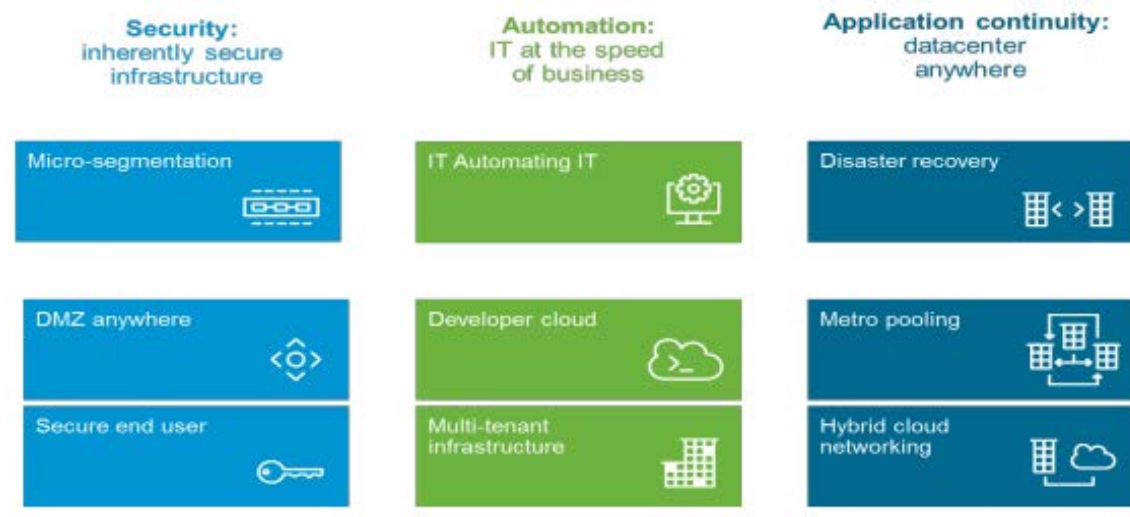 Security:
inherently secure
infrastructure
Automation:
IT at the speed
of business
Application continuity:
datacenter
anywhere
Micro-segmentation
IT Automating IT
Disaster recovery
DMZ anywhere
Developer cloud
Metro pooling
Secure end user
Multi-tenant
infrastructure
Hybrid cloud
networking